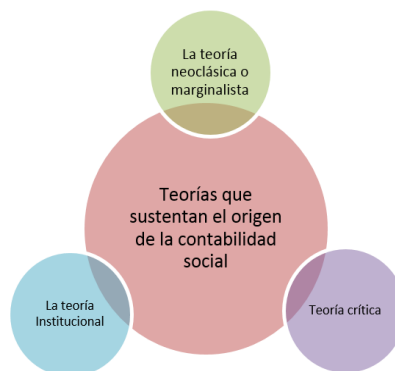 La teoría
neoclásica o
marginalista
Teorías que
sustentan el origen
de la contabilidad
social
La teoría
Institucional
Teoría crítica